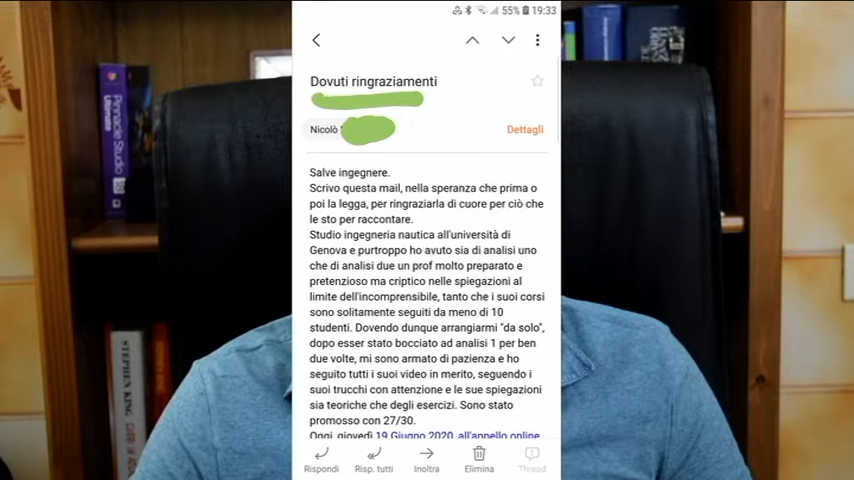 55% 19:33
Dovuti ringraziamenti
Nicolò
Dettagli
Salve ingegnere.
Scrivo questa mail, nella speranza che prima o
poi la legga, per ringraziarla di cuore per ciò che
le sto per raccontare.
Studio ingegneria nautica all'università di
Genova e purtroppo ho avuto sia di analisi uno
che di analisi due un prof molto preparato e
pretenzioso ma criptico nelle spiegazioni al
limite dell'incomprensibile, tanto che i suoi corsi
sono solitamente seguiti da meno di 10
studenti. Dovendo dunque arrangiarmi "da solo",
dopo esser stato bocciato ad analisi 1 per ben
due volte, mi sono armato di pazienza e ho
seguito tutti i suoi video in merito, seguendo i
suoi trucchi con attenzione e le sue spiegazioni
sia teoriche che degli esercizi. Sono stato
promosso con 27/30.
Oggi, giovedì 19 Giugno 2020, all'appello online
Rispondi
Risp. tutti
Inoltra
Elimina
Thread
Pinnacle Studio
Ultimate
STEPHEN KING